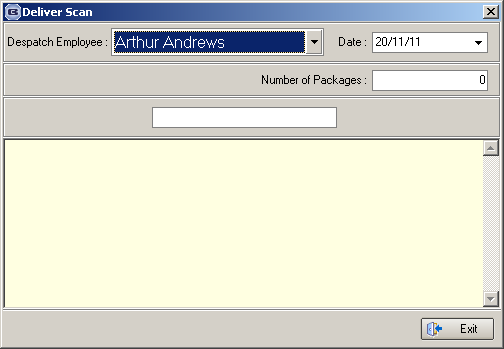 Deliver Scan
Despatch Employee : Arthur Andrews Date : 20/11/11
Number of Packages : 0
Exit